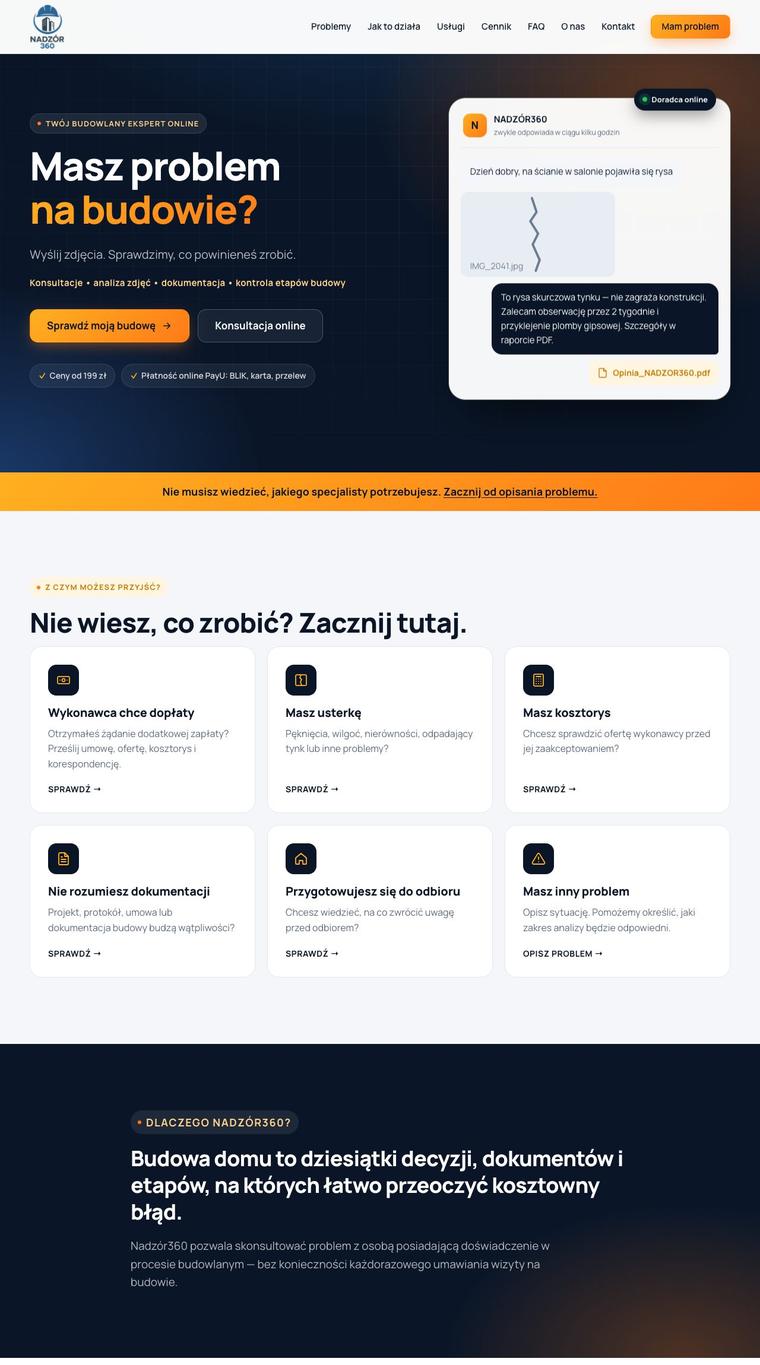 NADZÓR
360
Problemy Jak to działa Usługi Cennik FAQ O nas Kontakt Mam problem
TWÓJ BUDOWLANY EKSPERT ONLINE
Masz problem
na budowie?
Wyślij zdjęcia. Sprawdzimy, co powinieneś zrobić.
Konsultacje • analiza zdjęć • dokumentacja • kontrola etapów budowy
Sprawdź moją budowę →
Konsultacja online
✓ Ceny od 199 zł
✓ Płatność online PayU: BLIK, karta, przelew
Doradca online
N
NADZÓR360
zwykle odpowiada w ciągu kilku godzin
Dzień dobry, na ścianie w salonie pojawiła się rysa
IMG_2041.jpg
To rysa skurczowa tynku — nie zagraża konstrukcji.
Zalecam obserwację przez 2 tygodnie i
przyklejenie plomby gipsowej. Szczegóły w
raporcie PDF.
Opinia_NADZOR360.pdf
Nie musisz wiedzieć, jakiego specjalisty potrzebujesz. Zacznij od opisania problemu.
Z CZYM MOŻESZ PRZYJŚĆ?
Nie wiesz, co zrobić? Zacznij tutaj.
Wykonawca chce dopłaty
Otrzymałeś żądanie dodatkowej zapłaty?
Prześlij umowę, ofertę, kosztorys i
korespondencję.
SPRAWDŹ →
Masz usterkę
Pęknięcia, wilgoć, nierówności, odpadający
tynk lub inne problemy?
SPRAWDŹ →
Masz kosztorys
Chcesz sprawdzić ofertę wykonawcy przed
jej zaakceptowaniem?
SPRAWDŹ →
Nie rozumiesz dokumentacji
Projekt, protokół, umowa lub
dokumentacja budowy budzą wątpliwości?
SPRAWDŹ →
Przygotowujesz się do odbioru
Chcesz wiedzieć, na co zwrócić uwagę
przed odbiorem?
SPRAWDŹ →
Masz inny problem
Opisz sytuację. Pomożemy określić, jaki
zakres analizy będzie odpowiedni.
OPISZ PROBLEM →
DLACZEGO NADZÓR360?
Budowa domu to dziesiątki decyzji, dokumentów i
etapów, na których łatwo przeoczyć kosztowny
błąd.
Nadzór360 pozwala skonsultować problem z osobą posiadającą doświadczenie w
procesie budowlanym — bez konieczności każdorazowego umawiania wizyty na
budowie.